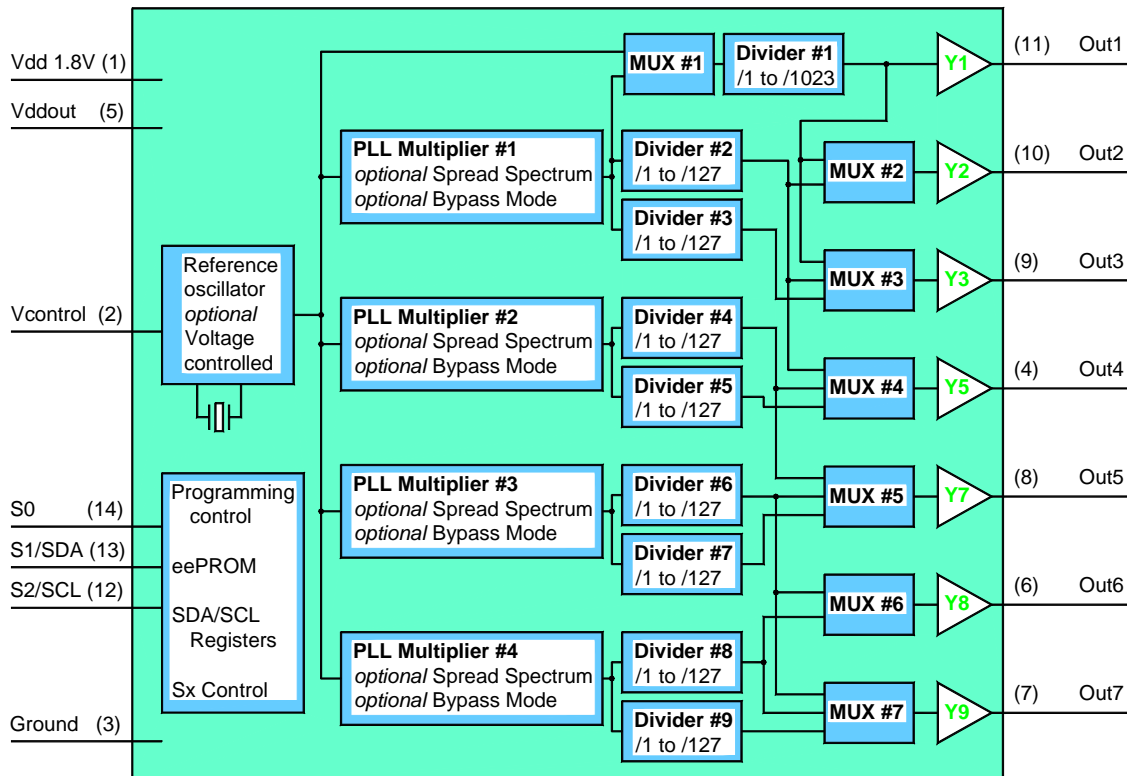 Vdd 1.8V (1)
Vddout (5)
Vcontrol (2)
S0 (14)
S1/SDA (13)
S2/SCL (12)
Ground (3)
Reference
oscillator
optional
Voltage
controlled
Programming
control
eePROM
SDA/SCL
Registers
Sx Control
PLL Multiplier #1
optional Spread Spectrum
optional Bypass Mode
PLL Multiplier #2
optional Spread Spectrum
optional Bypass Mode
PLL Multiplier #3
optional Spread Spectrum
optional Bypass Mode
PLL Multiplier #4
optional Spread Spectrum
optional Bypass Mode
MUX #1
Divider #1
/1 to /1023
Divider #2
/1 to /127
Divider #3
/1 to /127
Divider #4
/1 to /127
Divider #5
/1 to /127
Divider #6
/1 to /127
Divider #7
/1 to /127
Divider #8
/1 to /127
Divider #9
/1 to /127
MUX #2
MUX #3
MUX #4
MUX #5
MUX #6
MUX #7
Y1
Y2
Y3
Y5
Y7
Y8
Y9
(11) Out1
(10) Out2
(9) Out3
(4) Out4
(8) Out5
(6) Out6
(7) Out7